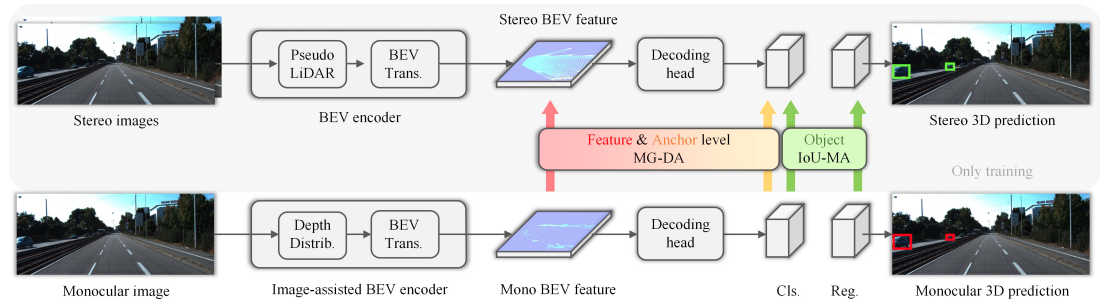 Stereo BEV feature
Pseudo
LiDAR
BEV
Trans.
Decoding
head
Stereo images
BEV encoder
Stereo 3D prediction
Feature & Anchor level
MG-DA
Object
IoU-MA
Only training
Depth
Distrib.
BEV
Trans.
Decoding
head
Monocular image
Image-assisted BEV encoder
Mono BEV feature
Cls.
Reg.
Monocular 3D prediction